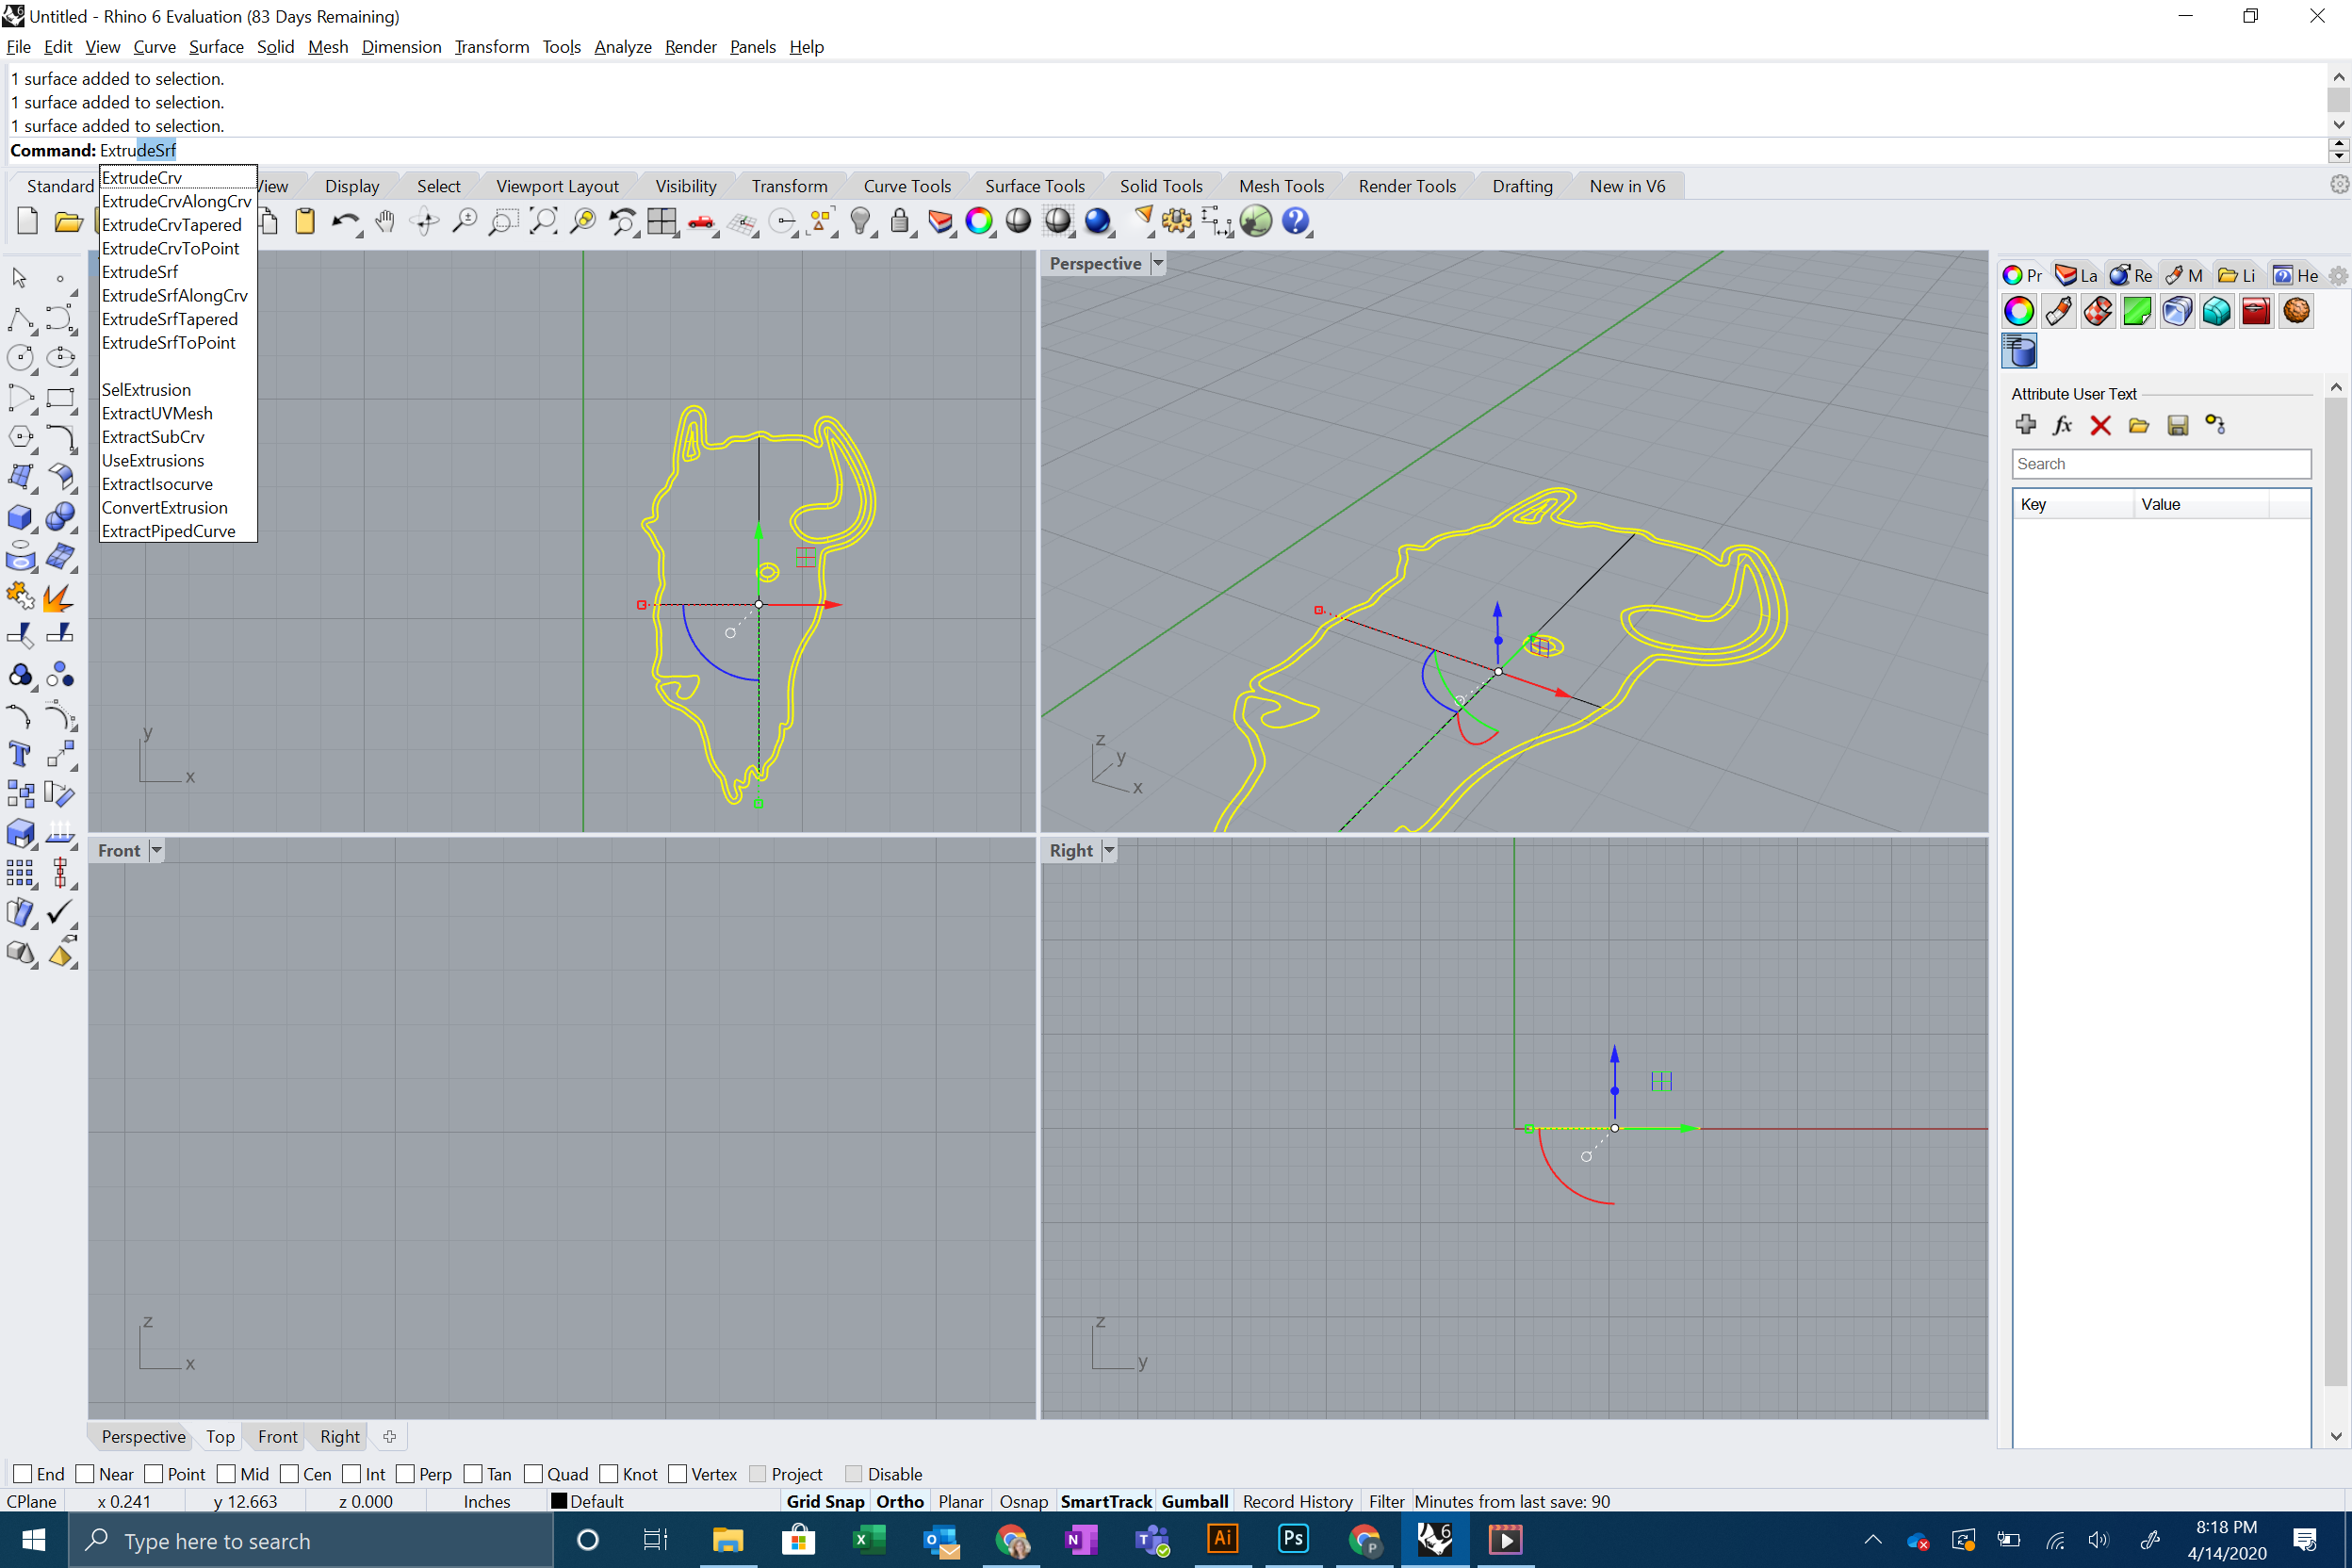 Untitled - Rhino 6 Evaluation (83 Days Remaining)
File Edit View Curve Surface Solid Mesh Dimension Transform Tools Analyze Render Panels Help
1 surface added to selection.
1 surface added to selection.
1 surface added to selection.
Command: ExtrudeSrf
ExtrudeCrv
ExtrudeCrvAlongCrv
ExtrudeCrvTapered
ExtrudeCrvToPoint
ExtrudeSrf
ExtrudeSrfAlongCrv
ExtrudeSrfTapered
ExtrudeSrfToPoint
SelExtrusion
ExtractUVMesh
ExtractSubCrv
UseExtrusions
ExtractIsocurve
ConvertExtrusion
ExtractPipedCurve
Standard View Display Select Viewport Layout Visibility Transform Curve Tools Surface Tools Solid Tools Mesh Tools Render Tools Drafting New in V6
Perspective
y
x
z
y
x
Front
Right
z
x
z
y
Pr La Re M Li He
Attribute User Text
fx
Search
Key Value
Perspective Top Front Right
End Near Point Mid Cen Int Perp Tan Quad Knot Vertex Project Disable
CPlane x 0.241 y 12.663 z 0.000 Inches Default Grid Snap Ortho Planar Osnap SmartTrack Gumball Record History Filter Minutes from last save: 90
Type here to search
Ai
Ps
6
8:18 PM
4/14/2020